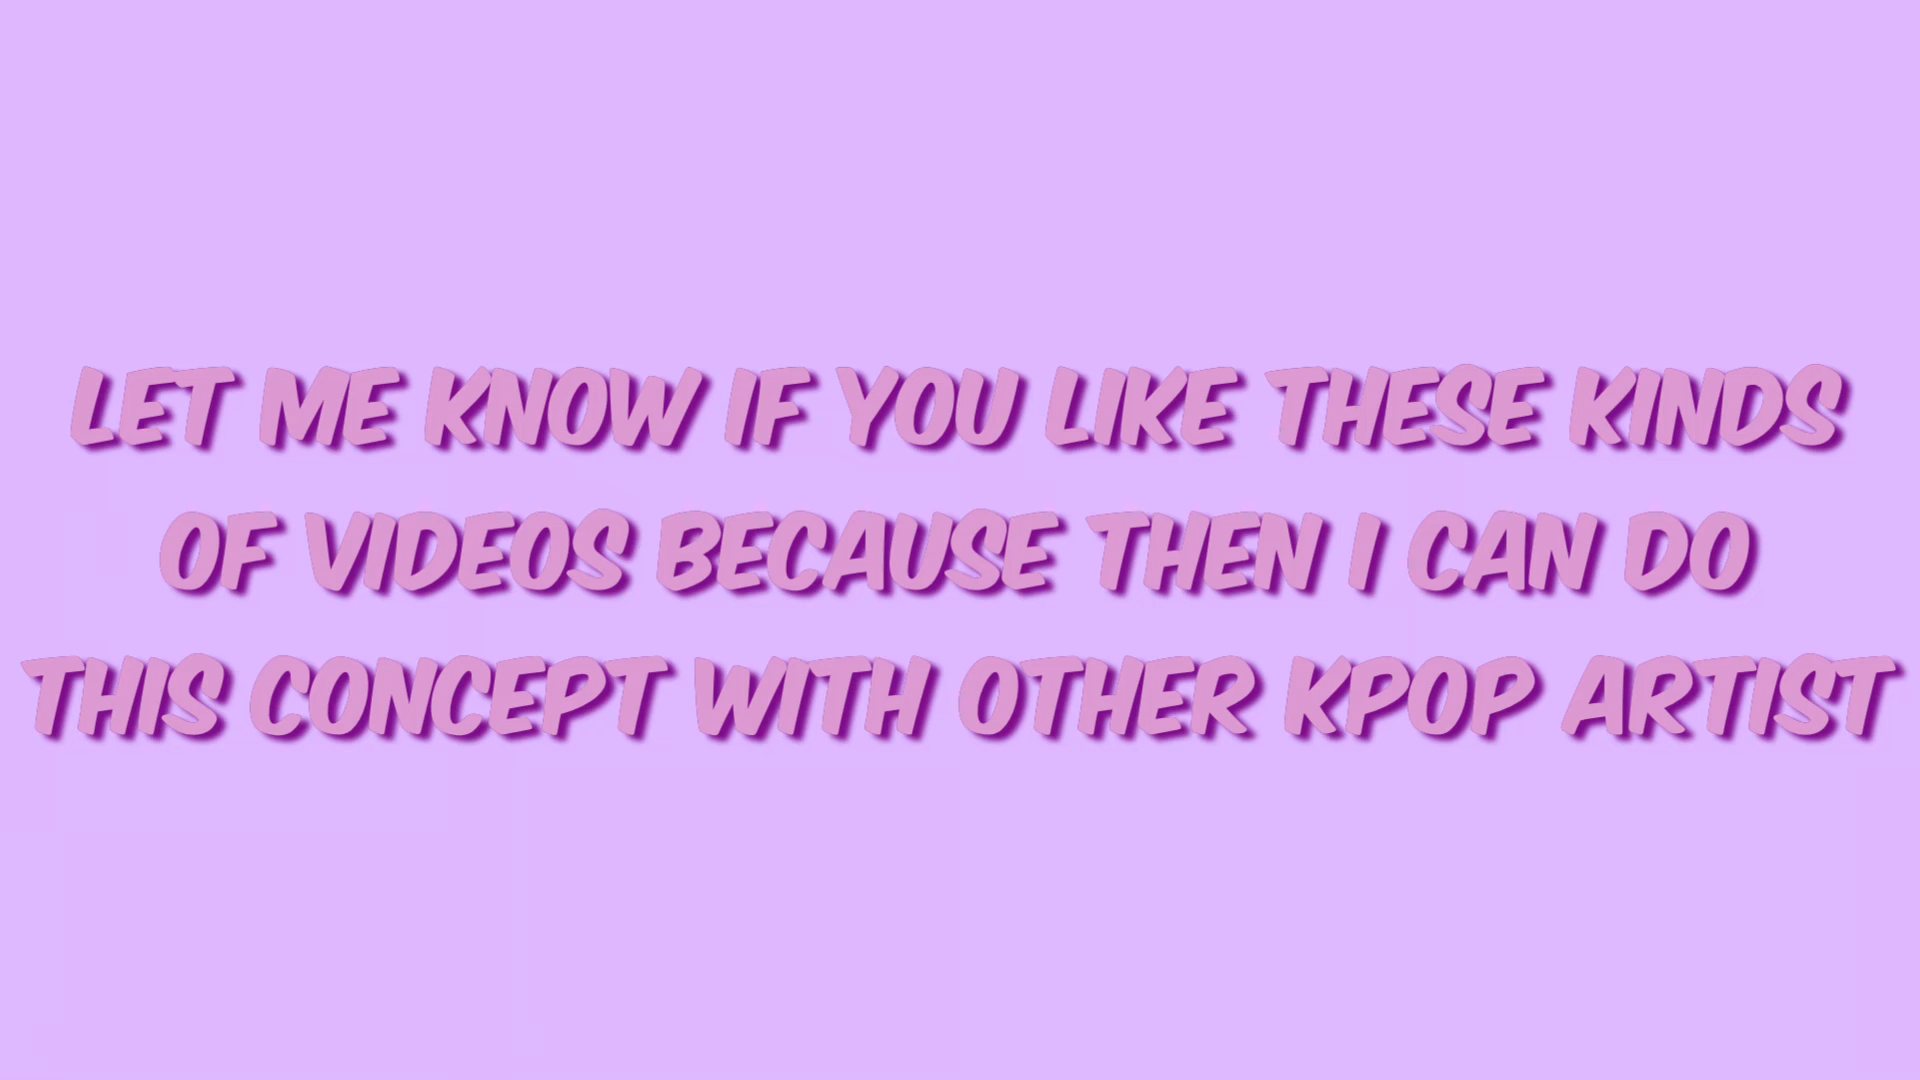 LET ME KNOW IF YOU LIKE THESE KINDS
OF VIDEOS BECAUSE THEN I CAN DO
THIS CONCEPT WITH OTHER KPOP ARTIST